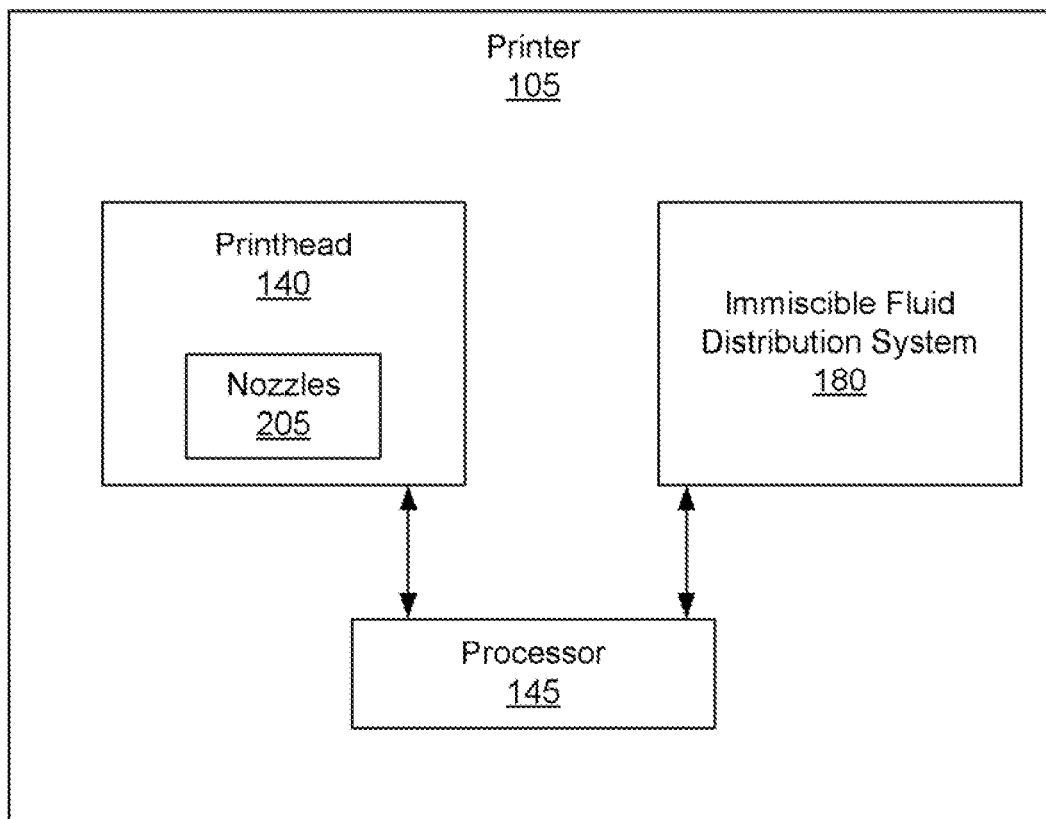 Printer
105
Printhead
140
Nozzles
205
Immiscible Fluid
Distribution System
180
Processor
145